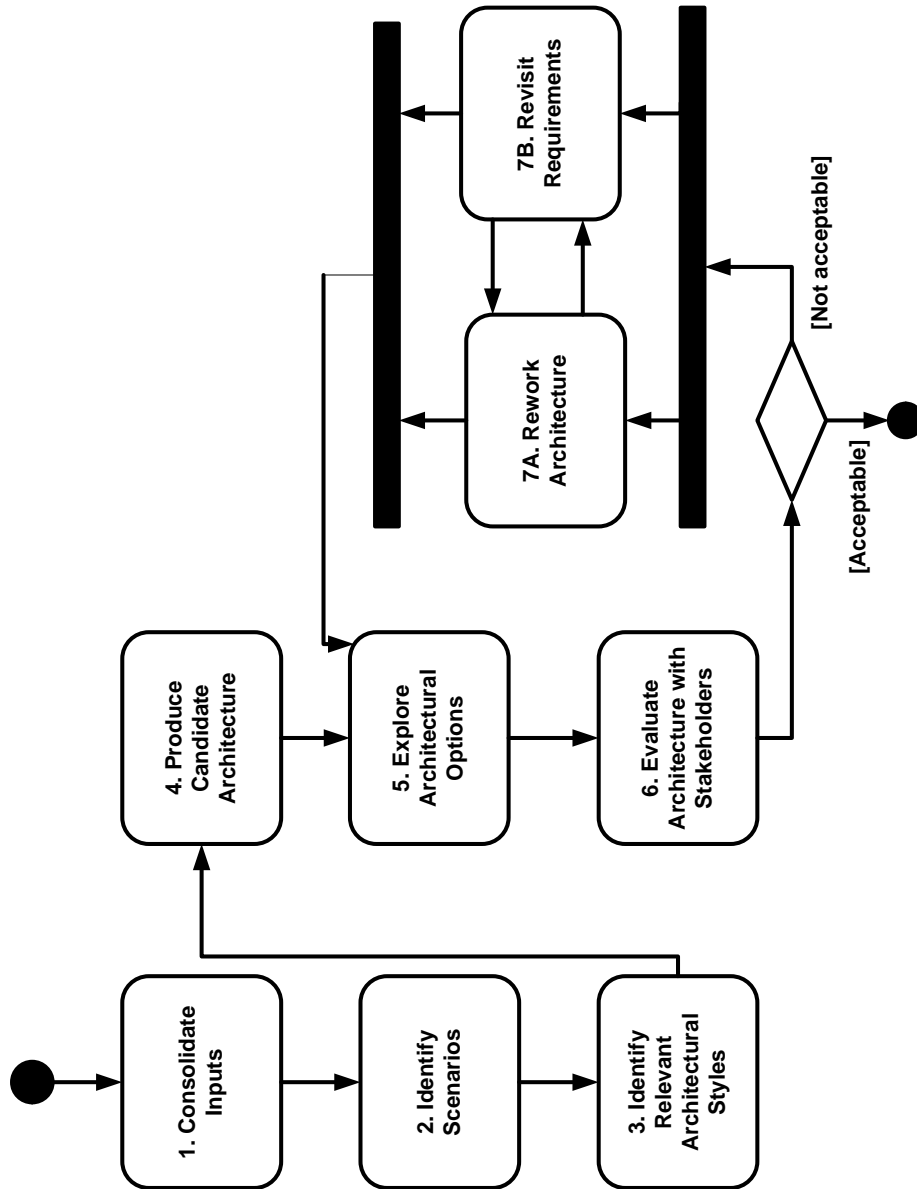 1. Consolidate
Inputs
2. Identify
Scenarios
3. Identify
Relevant
Architectural
Styles
4. Produce
Candidate
Architecture
5. Explore
Architectural
Options
6. Evaluate
Architecture with
Stakeholders
[Acceptable]
[Not acceptable]
7A. Rework
Architecture
7B. Revisit
Requirements